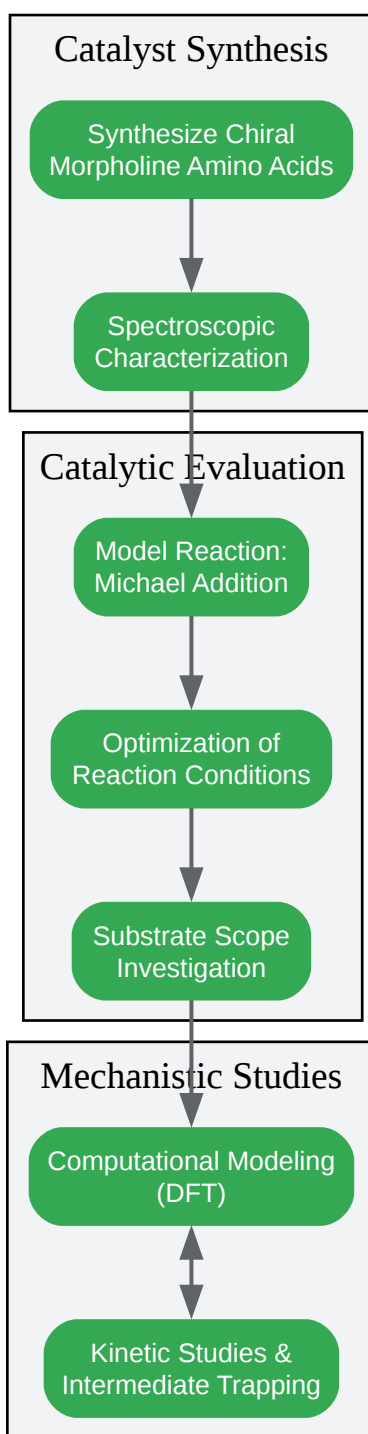 Catalyst Synthesis
Synthesize Chiral
Morpholine Amino Acids
Spectroscopic
Characterization
Catalytic Evaluation
Model Reaction:
Michael Addition
Optimization of
Reaction Conditions
Substrate Scope
Investigation
Mechanistic Studies
Computational Modeling
(DFT)
Kinetic Studies &
Intermediate Trapping